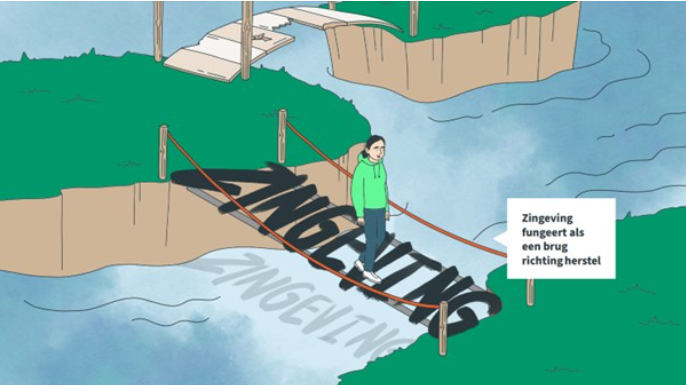 ZINGEVING
ZINGEVING
Zingeving
fungeert als
een brug
richting herstel